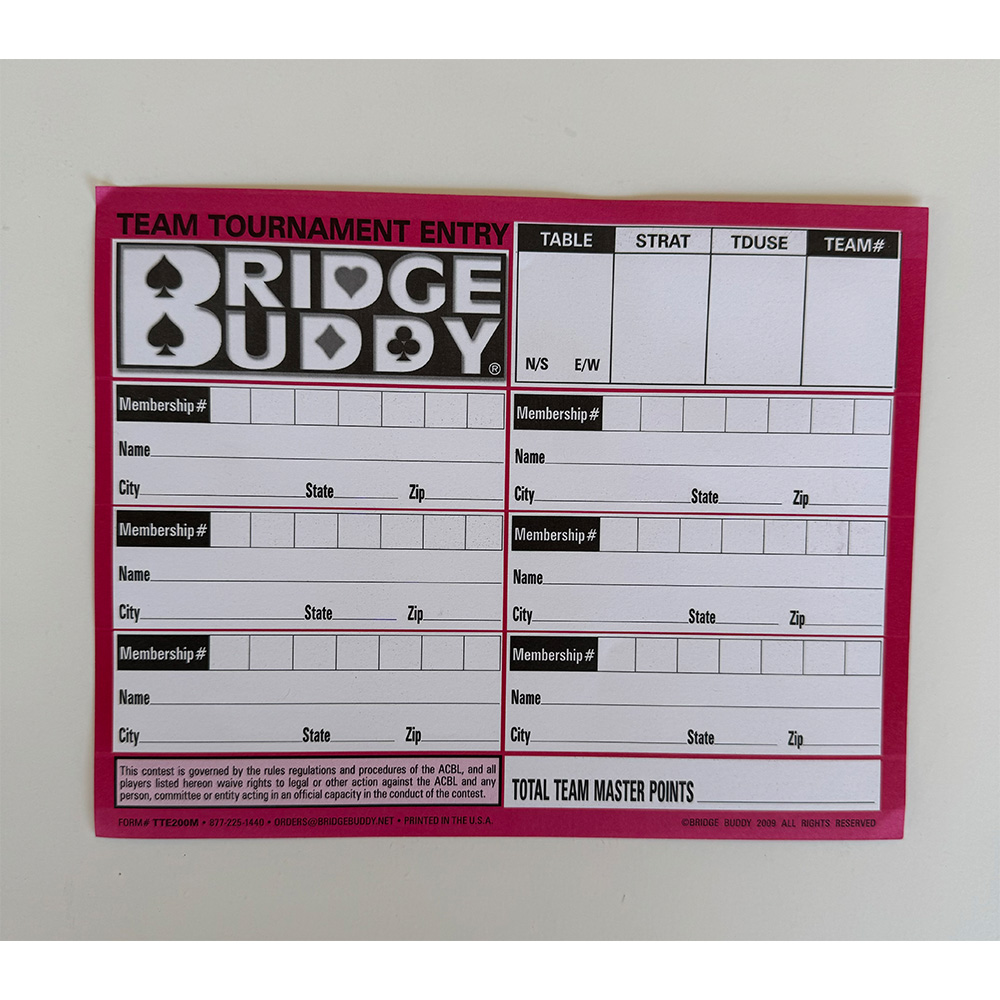 TEAM TOURNAMENT ENTRY
BRIDGE
BUDDY®
TABLE STRAT TDUSE TEAM#
N/S E/W
Membership#
Name
City State Zip
Membership#
Name
City State Zip
Membership#
Name
City State Zip
Membership#
Name
City State Zip
Membership#
Name
City State Zip
Membership#
Name
City State Zip
This contest is governed by the rules regulations and procedures of the ACBL, and all
players listed hereon waive rights to legal or other action against the ACBL and any
person, committee or entity acting in an official capacity in the conduct of the contest.
TOTAL TEAM MASTER POINTS
FORM# TTE200M • 877-225-1440 • ORDERS@BRIDGEBUDDY.NET • PRINTED IN THE U.S.A.
©BRIDGE BUDDY 2009 ALL RIGHTS RESERVED